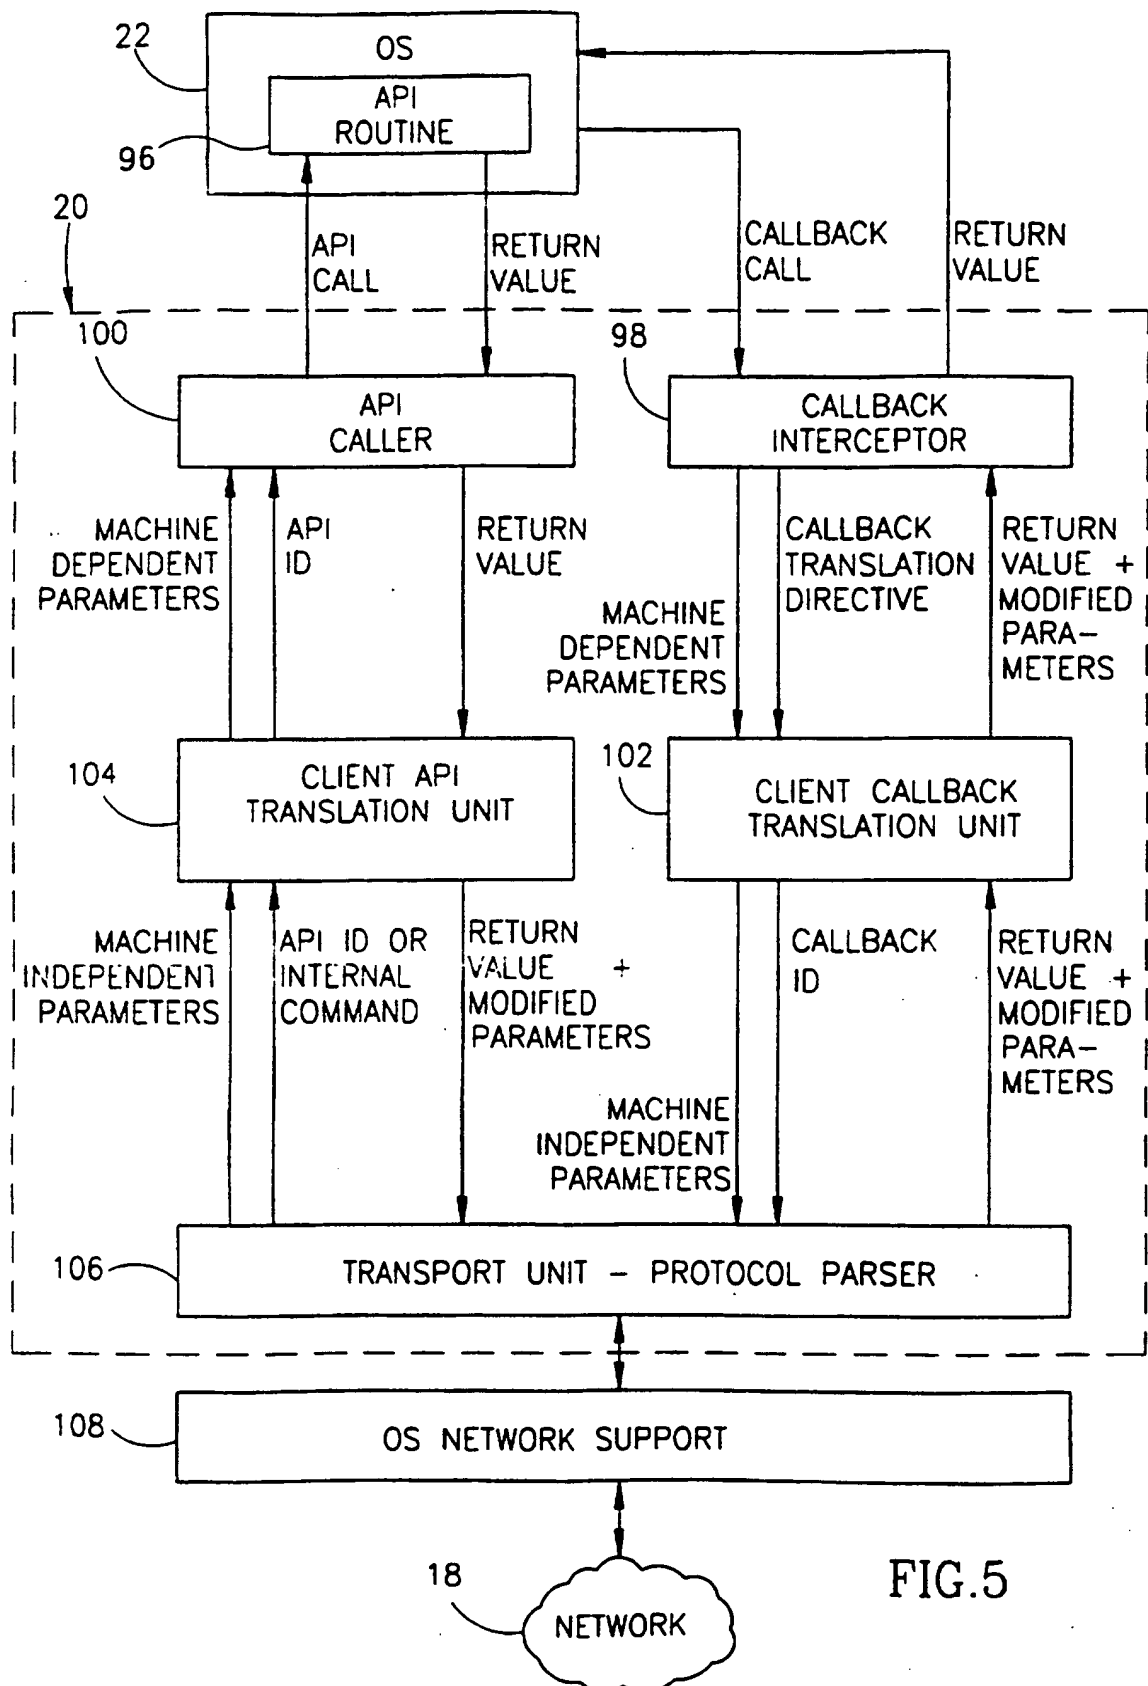 22
OS
API
ROUTINE
96
20
API
CALL
RETURN
VALUE
CALLBACK
CALL
RETURN
VALUE
100
98
API
CALLER
CALLBACK
INTERCEPTOR
MACHINE
DEPENDENT
PARAMETERS
API
ID
RETURN
VALUE
CALLBACK
TRANSLATION
DIRECTIVE
RETURN
VALUE +
MODIFIED
PARA-
METERS
MACHINE
DEPENDENT
PARAMETERS
104
CLIENT API
TRANSLATION UNIT
102
CLIENT CALLBACK
TRANSLATION UNIT
MACHINE
INDEPENDENT
PARAMETERS
API ID OR
INTERNAL
COMMAND
RETURN
VALUE +
MODIFIED
PARAMETERS
CALLBACK
ID
RETURN
VALUE +
MODIFIED
PARA-
METERS
MACHINE
INDEPENDENT
PARAMETERS
106
TRANSPORT UNIT - PROTOCOL PARSER
108
OS NETWORK SUPPORT
18
NETWORK
FIG.5